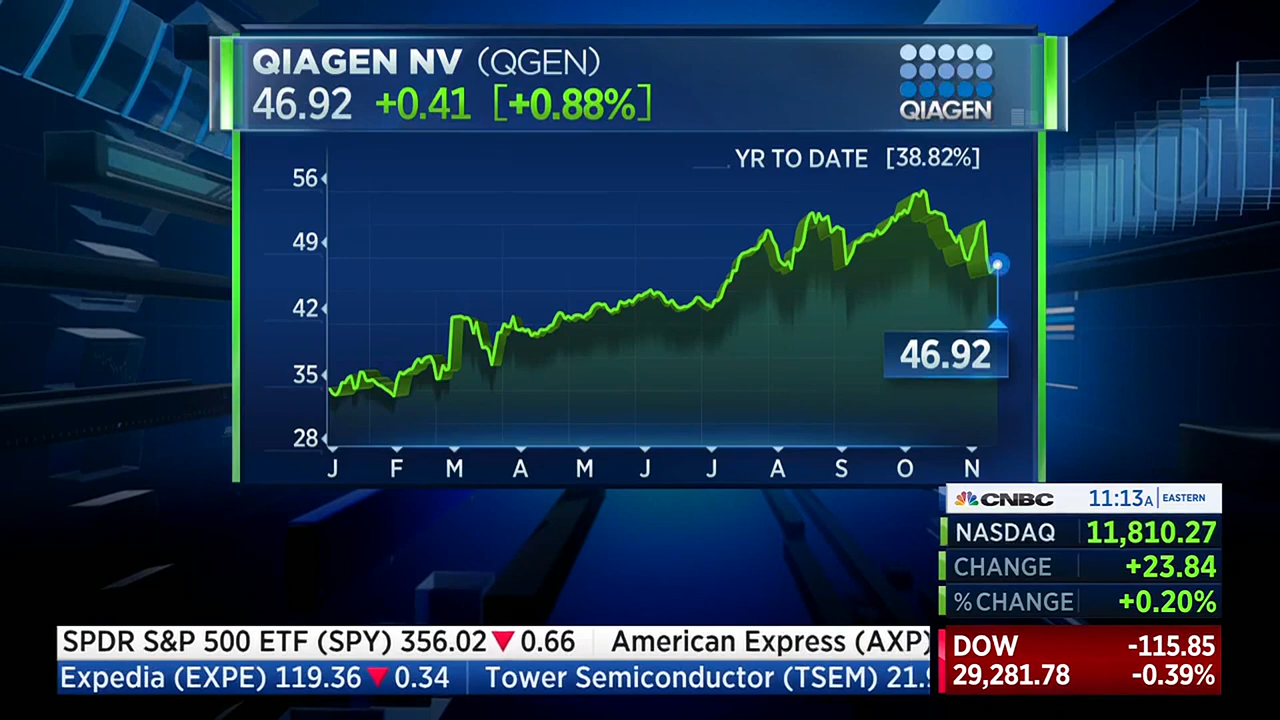 QIAGEN NV (QGEN)
46.92 +0.41 [+0.88%]
QIAGEN
YR TO DATE [38.82%]
56
49
42
35
28
46.92
J F M A M J J A S O N
CNBC 11:13A EASTERN
NASDAQ 11,810.27
CHANGE +23.84
% CHANGE +0.20%
SPDR S&P 500 ETF (SPY) 356.02▼0.66 American Express (AXP)
Expedia (EXPE) 119.36▼0.34 Tower Semiconductor (TSEM) 21.9
DOW -115.85
29,281.78 -0.39%